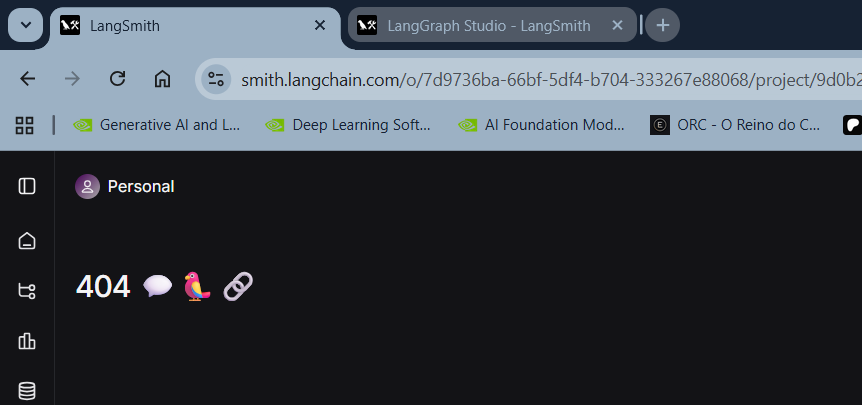 LangSmith
LangGraph Studio - LangSmith
smith.langchain.com/o/7d9736ba-66bf-5df4-b704-333267e88068/project/9d0b2
Generative AI and L...
Deep Learning Soft...
AI Foundation Mod...
ORC - O Reino do C...
Personal
404